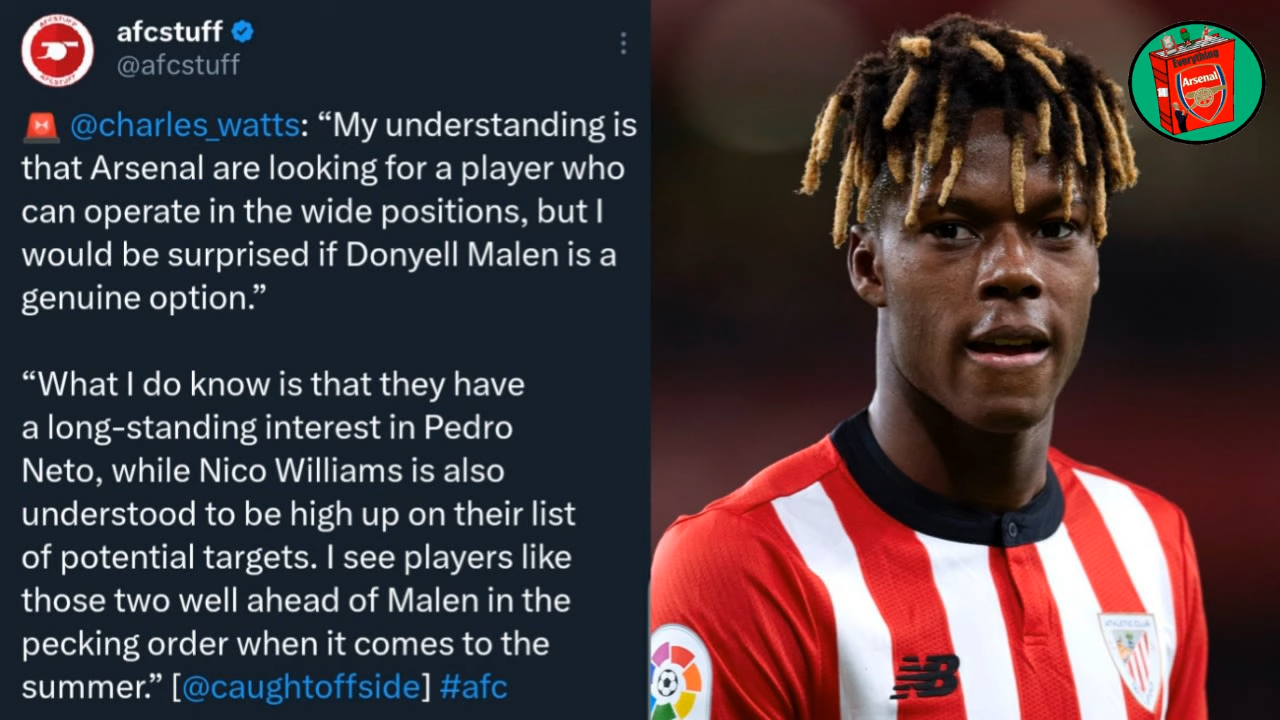 afcstuff
@afcstuff
@charles_watts: “My understanding is
that Arsenal are looking for a player who
can operate in the wide positions, but I
would be surprised if Donyell Malen is a
genuine option.”
“What I do know is that they have
a long-standing interest in Pedro
Neto, while Nico Williams is also
understood to be high up on their list
of potential targets. I see players like
those two well ahead of Malen in the
pecking order when it comes to the
summer.” [@caughtoffside] #afc
Everything
Arsenal
ATHLETIC CLUB
NB